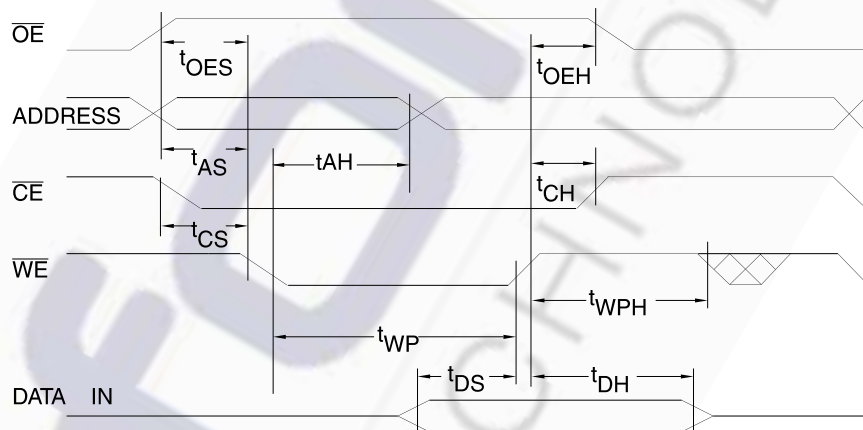 OE
tOES
tOEH
ADDRESS
tAS
tAH
tCH
CE
tCS
WE
tWPH
tWP
tDS
tDH
DATA IN